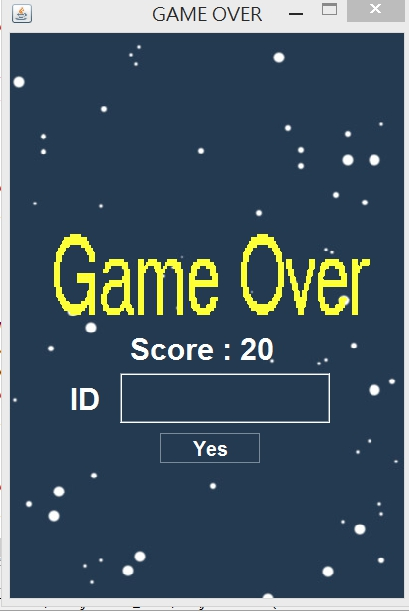 GAME OVER
Game Over
Score : 20
ID
Yes